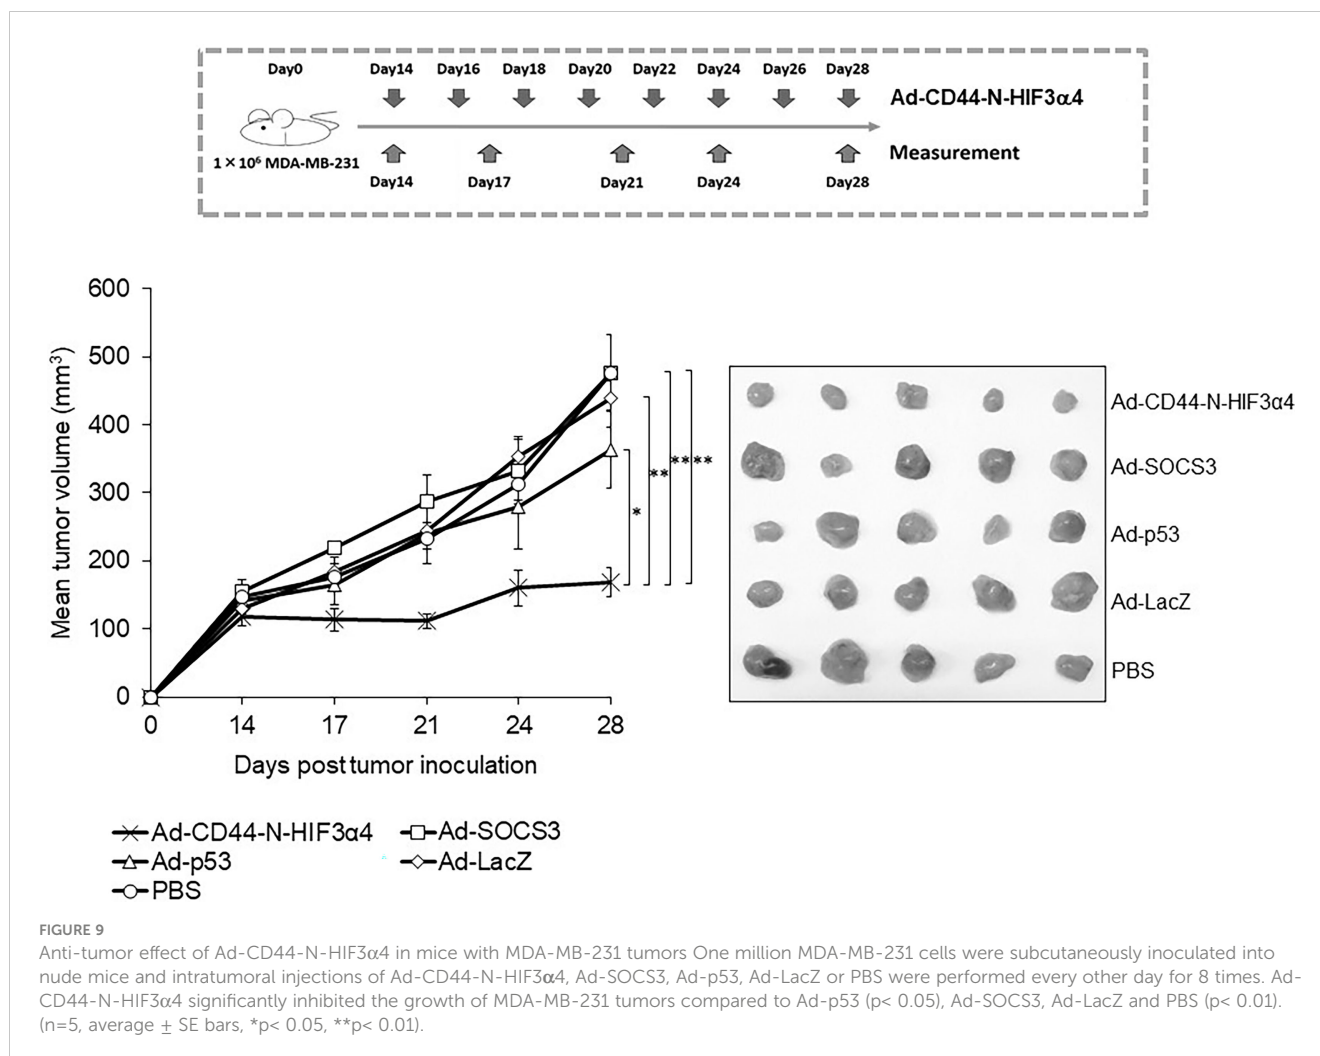 Day0 Day14 Day16 Day18 Day20 Day22 Day24 Day26 Day28
Ad-CD44-N-HIF3α4
1×10⁶ MDA-MB-231
Measurement
Day14 Day17 Day21 Day24 Day28
600
500
400
300
200
100
0
Mean tumor volume (mm³)
0 14 17 21 24 28
Days post tumor inoculation
*
**
**
**
Ad-CD44-N-HIF3α4
Ad-SOCS3
Ad-p53
Ad-LacZ
PBS
Ad-CD44-N-HIF3α4 Ad-SOCS3
Ad-p53 Ad-LacZ
PBS
FIGURE 9
Anti-tumor effect of Ad-CD44-N-HIF3α4 in mice with MDA-MB-231 tumors One million MDA-MB-231 cells were subcutaneously inoculated into
nude mice and intratumoral injections of Ad-CD44-N-HIF3α4, Ad-SOCS3, Ad-p53, Ad-LacZ or PBS were performed every other day for 8 times. Ad-
CD44-N-HIF3α4 significantly inhibited the growth of MDA-MB-231 tumors compared to Ad-p53 (p< 0.05), Ad-SOCS3, Ad-LacZ and PBS (p< 0.01).
(n=5, average ± SE bars, *p< 0.05, **p< 0.01).